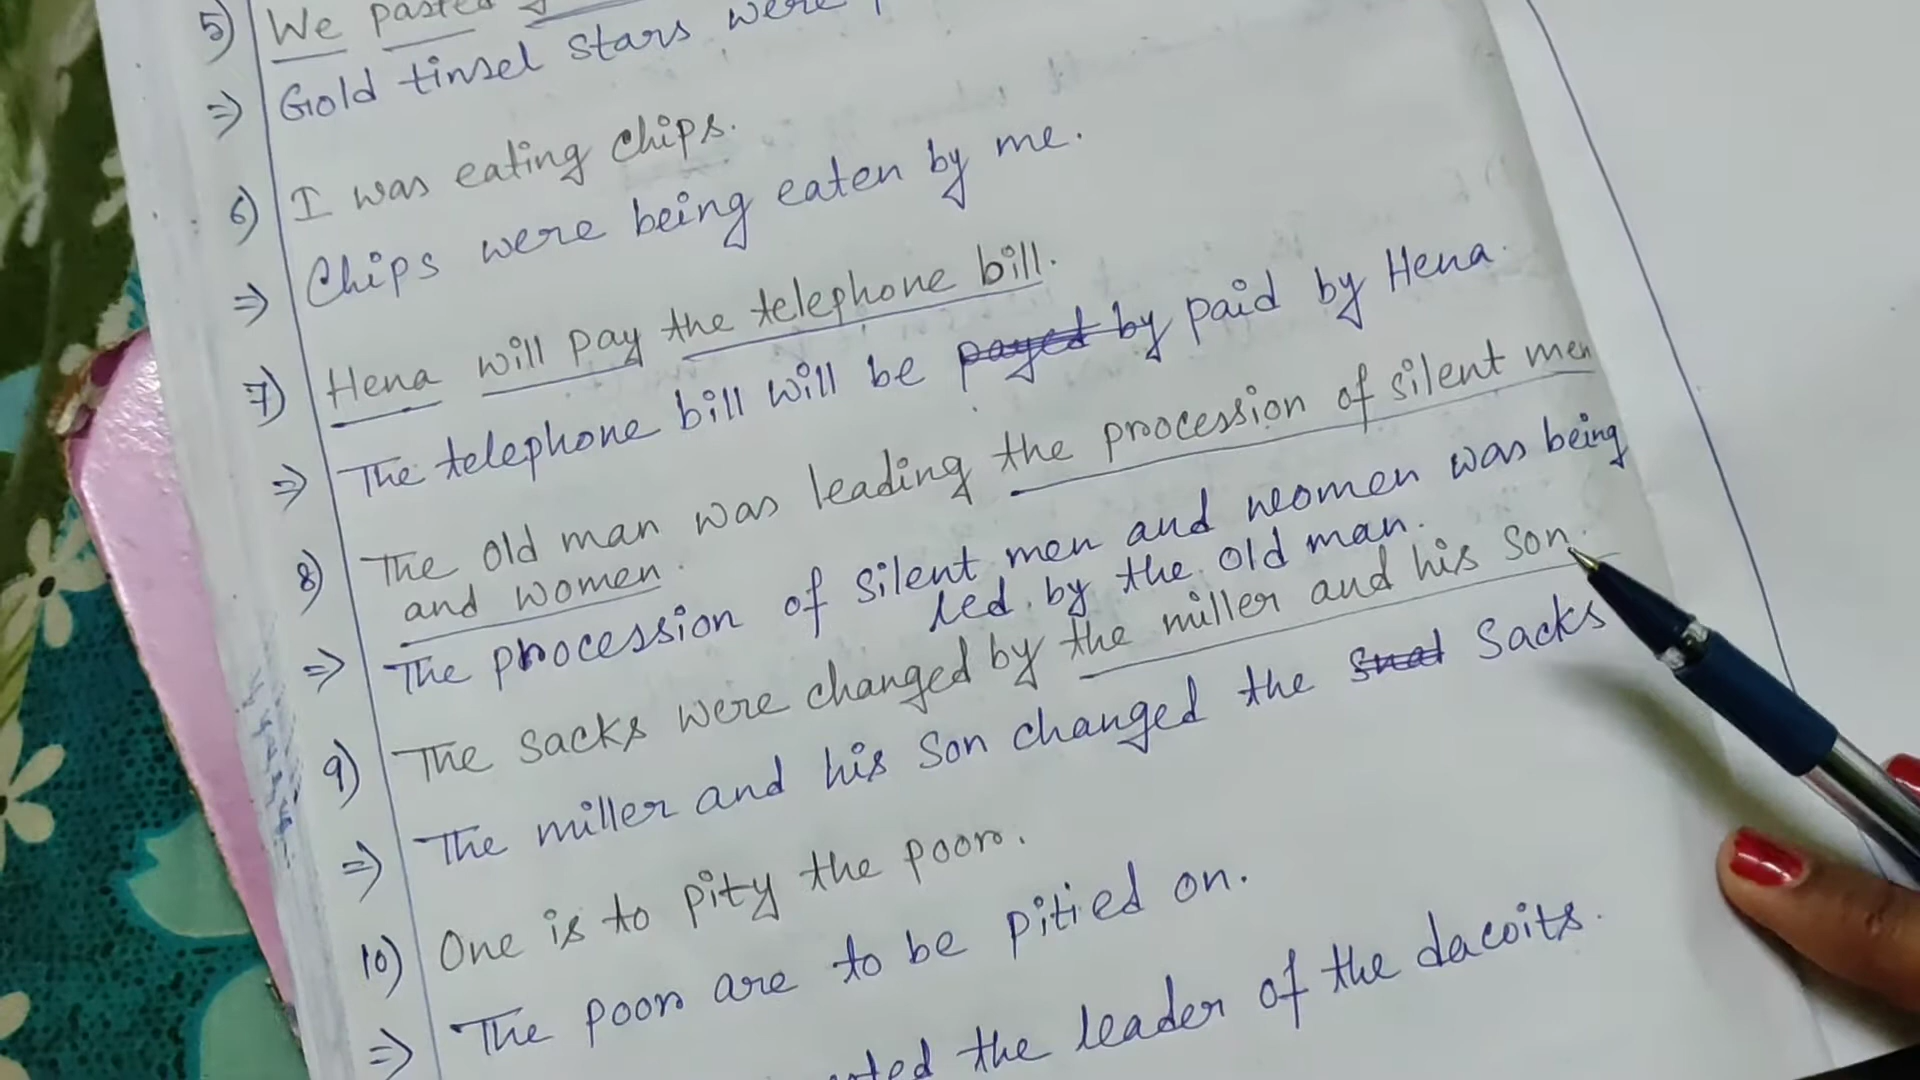 5) We pasted
⇒ Gold tinsel stars were
6) I was eating chips.
⇒ Chips were being eaten by me.
7) Hena will pay the telephone bill.
⇒ The telephone bill will be payed by paid by Hena.
8) The old man was leading the procession of silent men
and women.
⇒ The procession of silent men and women was being
led by the old man.
9) The sacks were changed by the miller and his son.
⇒ The miller and his son changed the Sacks
10) One is to pity the poor.
⇒ The poor are to be pitied on.
the leader of the dacoits.